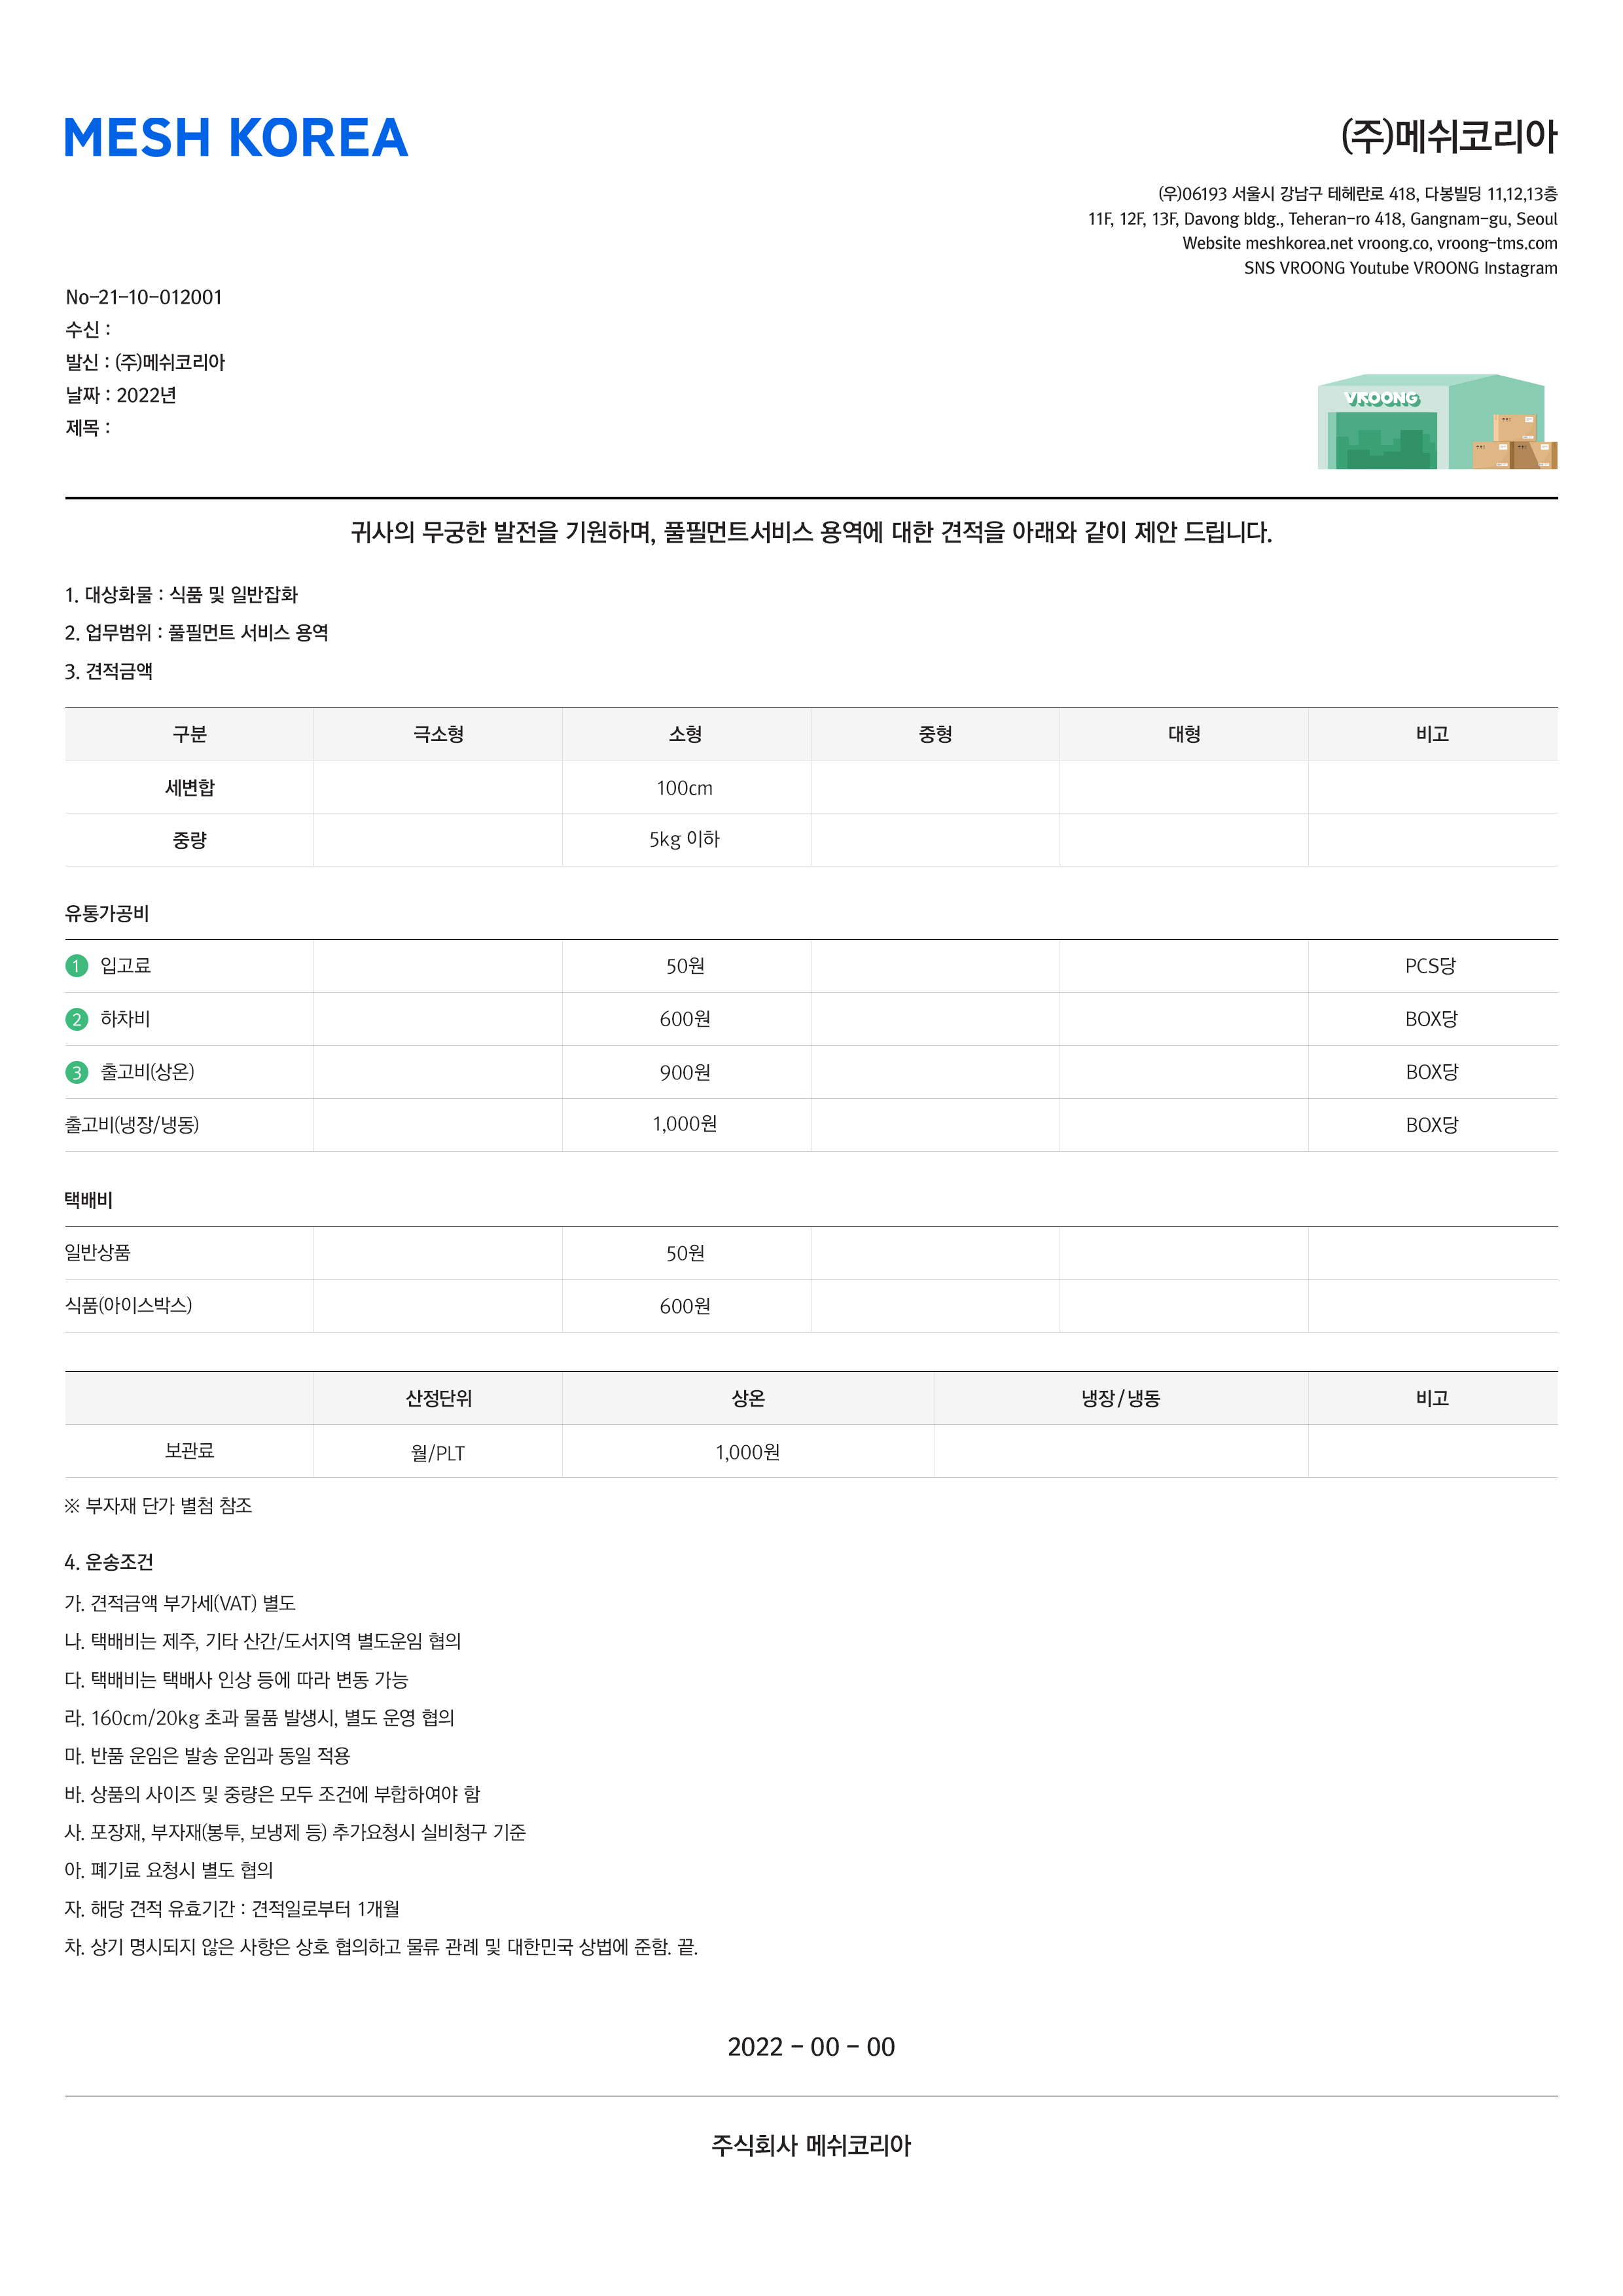 MESH KOREA
(주)메쉬코리아
(우)06193 서울시 강남구 테헤란로 418, 다봉빌딩 11,12,13층
11F, 12F, 13F, Davong bldg., Teheran-ro 418, Gangnam-gu, Seoul
Website meshkorea.net vroong.co, vroong-tms.com
SNS VROONG Youtube VROONG Instagram
No-21-10-012001
수신 :
발신 : (주)메쉬코리아
날짜 : 2022년
제목 :
VROONG
귀사의 무궁한 발전을 기원하며, 풀필먼트서비스 용역에 대한 견적을 아래와 같이 제안 드립니다.
1. 대상화물 : 식품 및 일반잡화
2. 업무범위 : 풀필먼트 서비스 용역
3. 견적금액
구분 극소형 소형 중형 대형 비고
세변합 100cm
중량 5kg 이하
유통가공비
1 입고료 50원 PCS당
2 하차비 600원 BOX당
3 출고비(상온) 900원 BOX당
출고비(냉장/냉동) 1,000원 BOX당
택배비
일반상품 50원
식품(아이스박스) 600원
산정단위 상온 냉장/냉동 비고
보관료 월/PLT 1,000원
※ 부자재 단가 별첨 참조
4. 운송조건
가. 견적금액 부가세(VAT) 별도
나. 택배비는 제주, 기타 산간/도서지역 별도운임 협의
다. 택배비는 택배사 인상 등에 따라 변동 가능
라. 160cm/20kg 초과 물품 발생시, 별도 운영 협의
마. 반품 운임은 발송 운임과 동일 적용
바. 상품의 사이즈 및 중량은 모두 조건에 부합하여야 함
사. 포장재, 부자재(봉투, 보냉제 등) 추가요청시 실비청구 기준
아. 폐기료 요청시 별도 협의
자. 해당 견적 유효기간 : 견적일로부터 1개월
차. 상기 명시되지 않은 사항은 상호 협의하고 물류 관례 및 대한민국 상법에 준함. 끝.
2022 - 00 - 00
주식회사 메쉬코리아